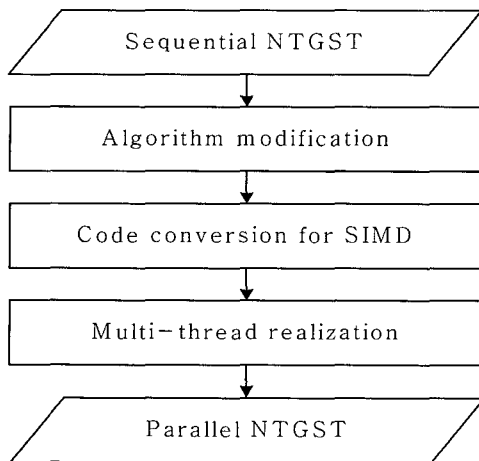 Sequential NTGST
Algorithm modification
Code conversion for SIMD
Multi-thread realization
Parallel NTGST